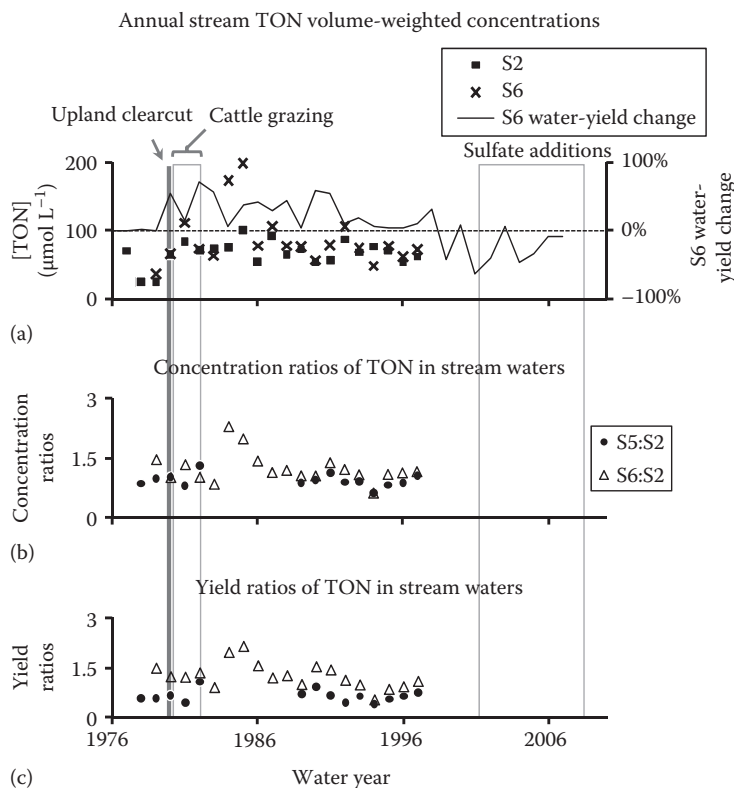 Annual stream TON volume-weighted concentrations
S2
S6
S6 water-yield change
Upland clearcut
Cattle grazing
Sulfate additions
200
100
0
[TON]
(µmol L⁻¹)
100%
0%
−100%
S6 water-
yield change
(a)
Concentration ratios of TON in stream waters
3
1.5
0
Concentration
ratios
S5:S2
S6:S2
(b)
Yield ratios of TON in stream waters
3
1.5
0
Yield
ratios
1976
1986
1996
2006
(c)
Water year